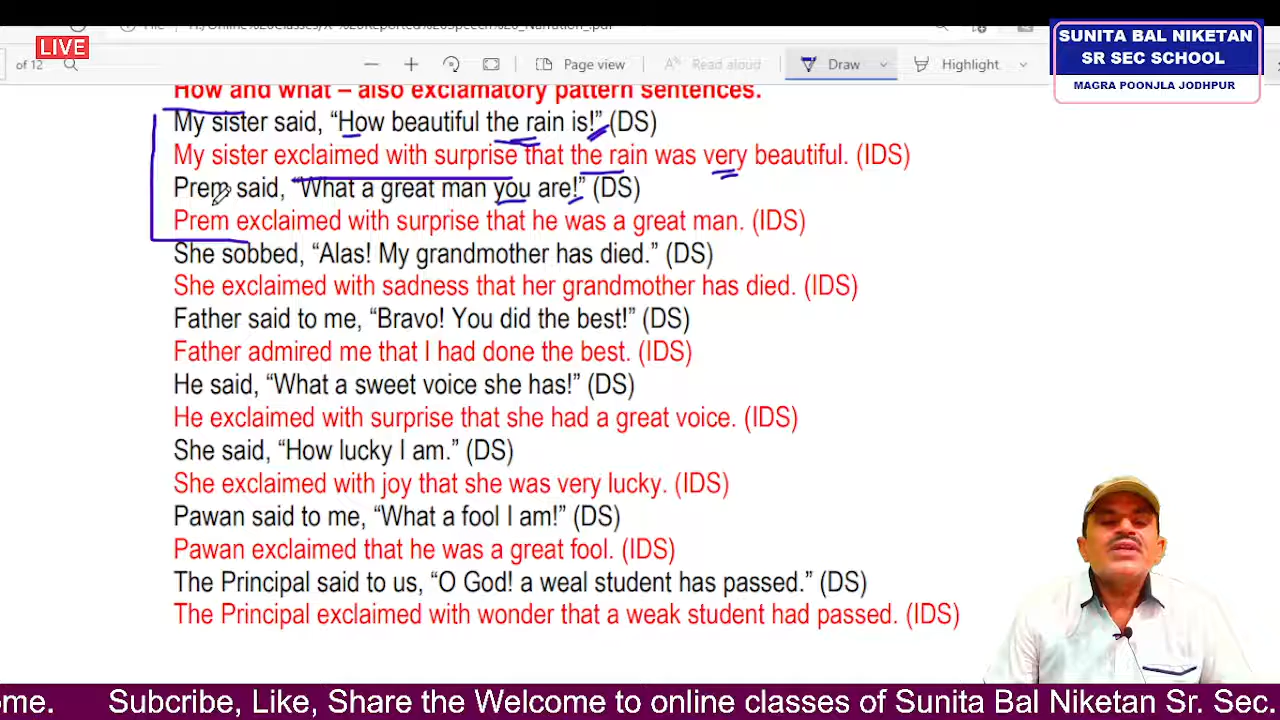 LIVE
SUNITA BAL NIKETAN
SR SEC SCHOOL
MAGRA POONJLA JODHPUR
of 12
Page view
Read aloud
Draw
Highlight
How and what – also exclamatory pattern sentences.
My sister said, “How beautiful the rain is!” (DS)
My sister exclaimed with surprise that the rain was very beautiful. (IDS)
Prem said, “What a great man you are!” (DS)
Prem exclaimed with surprise that he was a great man. (IDS)
She sobbed, “Alas! My grandmother has died.” (DS)
She exclaimed with sadness that her grandmother has died. (IDS)
Father said to me, “Bravo! You did the best!” (DS)
Father admired me that I had done the best. (IDS)
He said, “What a sweet voice she has!” (DS)
He exclaimed with surprise that she had a great voice. (IDS)
She said, “How lucky I am.” (DS)
She exclaimed with joy that she was very lucky. (IDS)
Pawan said to me, “What a fool I am!” (DS)
Pawan exclaimed that he was a great fool. (IDS)
The Principal said to us, “O God! a weal student has passed.” (DS)
The Principal exclaimed with wonder that a weak student had passed. (IDS)
ome. Subcribe, Like, Share the Welcome to online classes of Sunita Bal Niketan Sr. Sec.